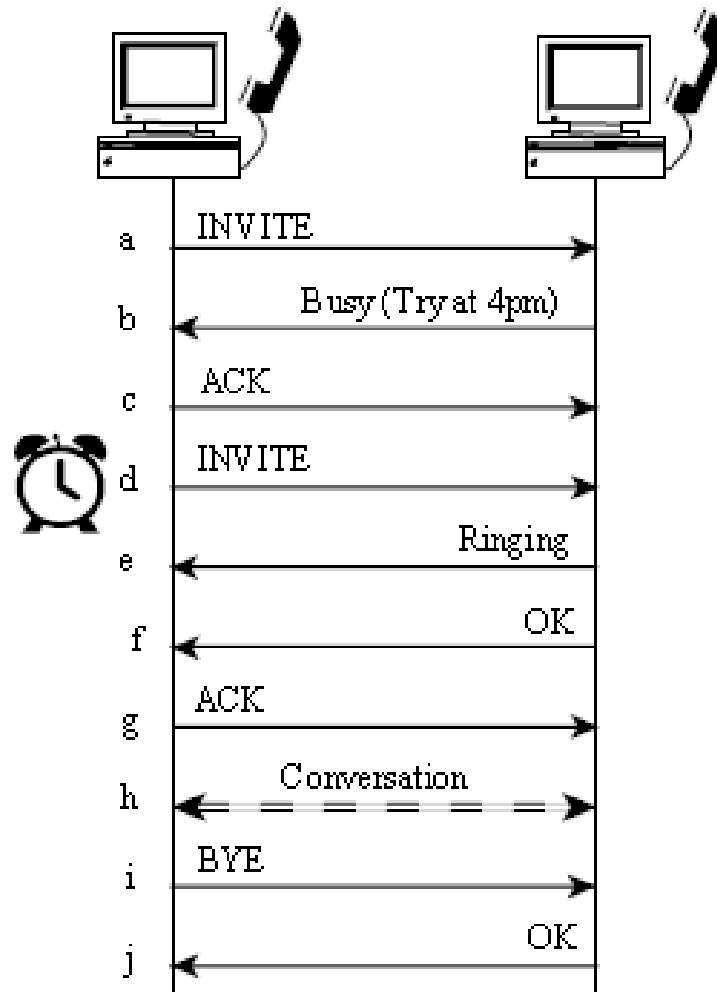 a INVITE
b Busy (Try at 4pm)
c ACK
d INVITE
e Ringing
f OK
g ACK
h Conversation
i BYE
j OK